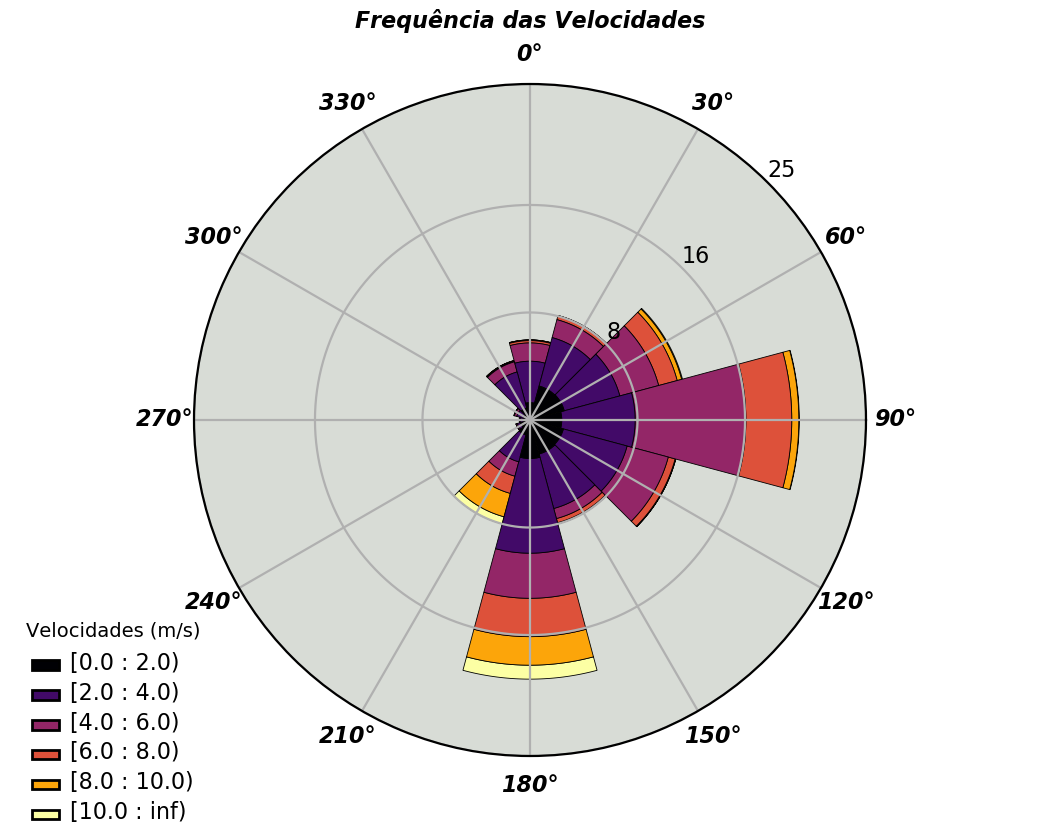 Frequência das Velocidades
0°
330°
30°
25
300°
60°
16
8
270°
90°
240°
120°
210°
150°
180°
Velocidades (m/s)
[0.0 : 2.0)
[2.0 : 4.0)
[4.0 : 6.0)
[6.0 : 8.0)
[8.0 : 10.0)
[10.0 : inf)